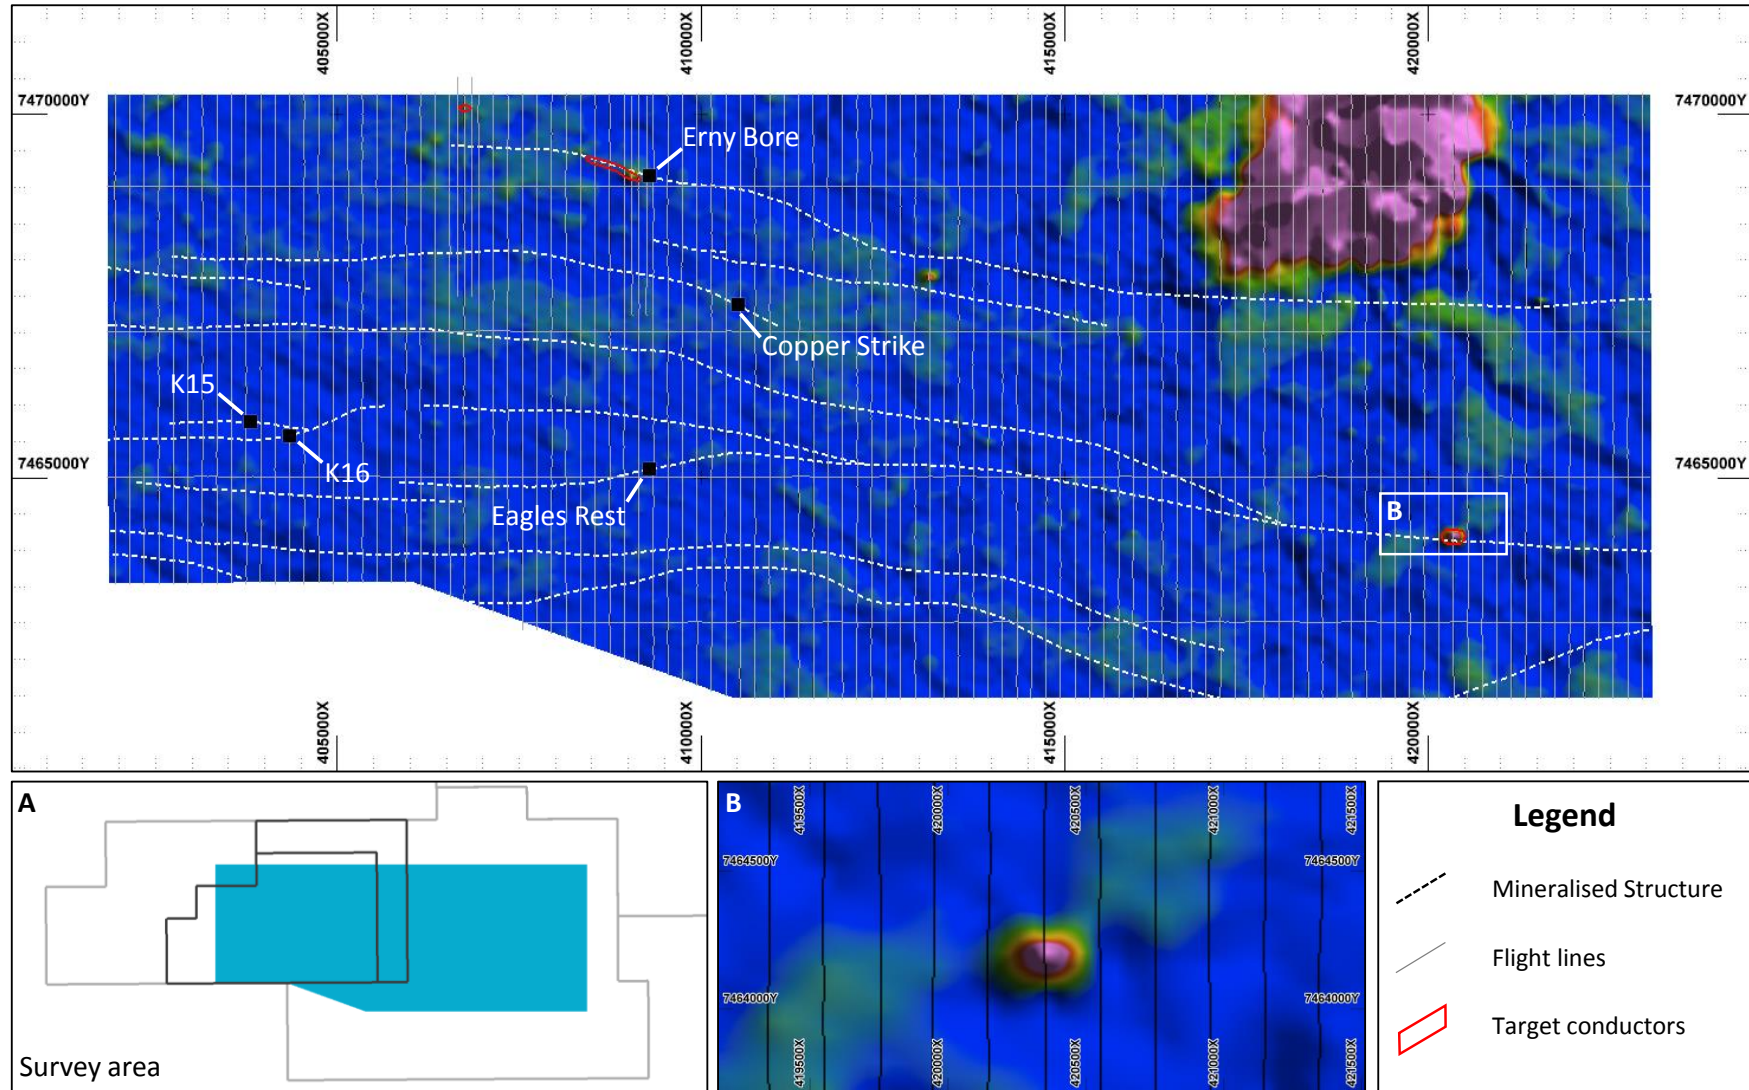 405000X
410000X
415000X
420000X
7470000Y
7470000Y
Erny Bore
Copper Strike
K15
K16
7465000Y
7465000Y
Eagles Rest
B
405000X
410000X
415000X
420000X
A
Survey area
B
419500X
420000X
420500X
421000X
421500X
7464500Y
7464500Y
7464000Y
7464000Y
419500X
420000X
420500X
421000X
421500X
Legend
Mineralised Structure
Flight lines
Target conductors